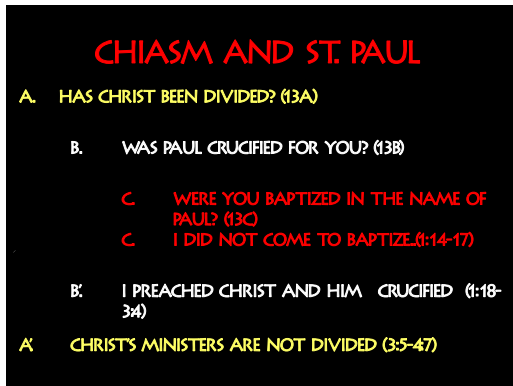 CHIASM AND ST. PAUL
A. HAS CHRIST BEEN DIVIDED? (13A)
B. WAS PAUL CRUCIFIED FOR YOU? (13B)
C. WERE YOU BAPTIZED IN THE NAME OF
PAUL? (13C)
C. I DID NOT COME TO BAPTIZE..(1:14-17)
B'. I PREACHED CHRIST AND HIM CRUCIFIED (1:18-
3:4)
A'. CHRIST'S MINISTERS ARE NOT DIVIDED (3:5-4:7)